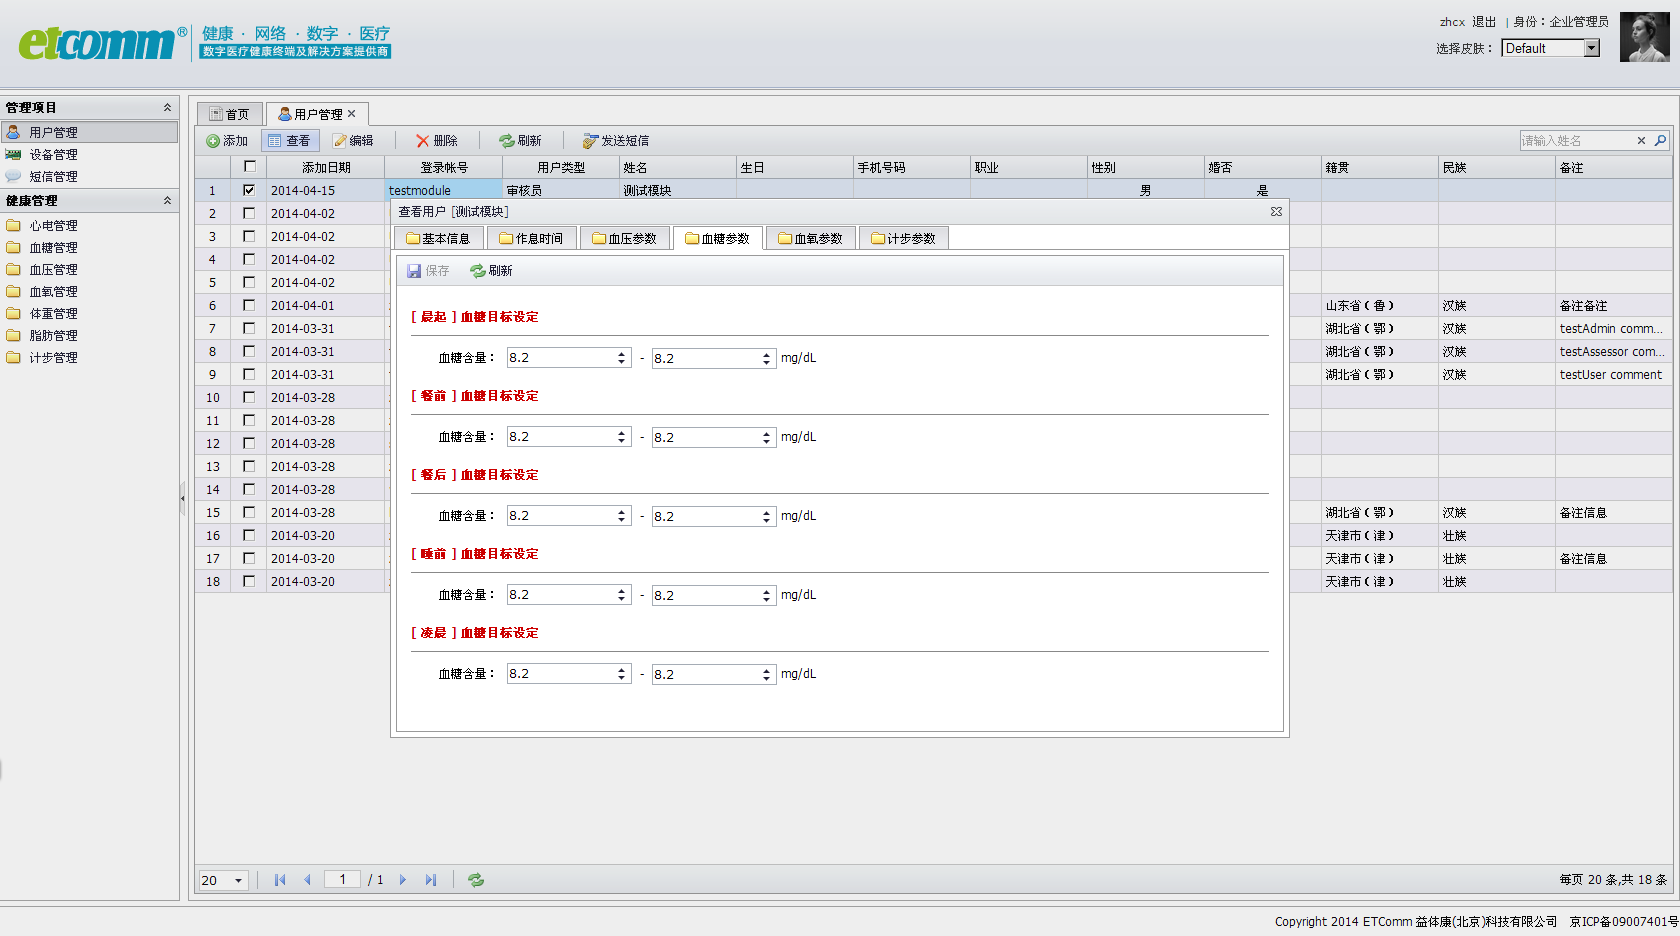 etcomm®
健康 · 网络 · 数字 · 医疗
数字医疗健康终端及解决方案提供商
zhcx 退出 | 身份：企业管理员
选择皮肤： Default
管理项目
用户管理
设备管理
短信管理
健康管理
心电管理
血糖管理
血压管理
血氧管理
体重管理
脂肪管理
计步管理
首页 用户管理
添加 查看 编辑 删除 刷新 发送短信 请输入姓名
添加日期 登录帐号 用户类型 姓名 生日 手机号码 职业 性别 婚否 籍贯 民族 备注
1 2014-04-15 testmodule 审核员 测试模块 男 是
2 2014-04-02
3 2014-04-02
4 2014-04-02
5 2014-04-02
6 2014-04-01 山东省（鲁） 汉族 备注备注
7 2014-03-31 湖北省（鄂） 汉族 testAdmin comm...
8 2014-03-31 湖北省（鄂） 汉族 testAssessor com...
9 2014-03-31 湖北省（鄂） 汉族 testUser comment
10 2014-03-28
11 2014-03-28
12 2014-03-28
13 2014-03-28
14 2014-03-28
15 2014-03-28 湖北省（鄂） 汉族 备注信息
16 2014-03-20 天津市（津） 壮族
17 2014-03-20 天津市（津） 壮族 备注信息
18 2014-03-20 天津市（津） 壮族
查看用户 [测试模块]
基本信息 作息时间 血压参数 血糖参数 血氧参数 计步参数
保存 刷新
[ 晨起 ] 血糖目标设定
血糖含量： 8.2 - 8.2 mg/dL
[ 餐前 ] 血糖目标设定
血糖含量： 8.2 - 8.2 mg/dL
[ 餐后 ] 血糖目标设定
血糖含量： 8.2 - 8.2 mg/dL
[ 睡前 ] 血糖目标设定
血糖含量： 8.2 - 8.2 mg/dL
[ 凌晨 ] 血糖目标设定
血糖含量： 8.2 - 8.2 mg/dL
20 1 / 1 每页 20 条,共 18 条
Copyright 2014 ETComm 益体康(北京)科技有限公司 京ICP备09007401号